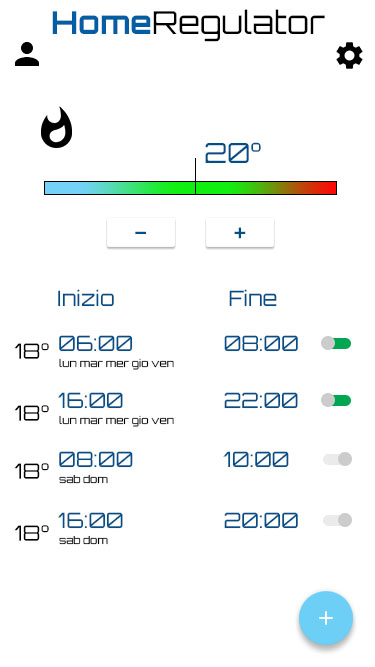 HomeRegulator
20°
− +
Inizio Fine
18° 06:00 08:00
lun mar mer gio ven
18° 16:00 22:00
lun mar mer gio ven
18° 08:00 10:00
sab dom
18° 16:00 20:00
sab dom
+